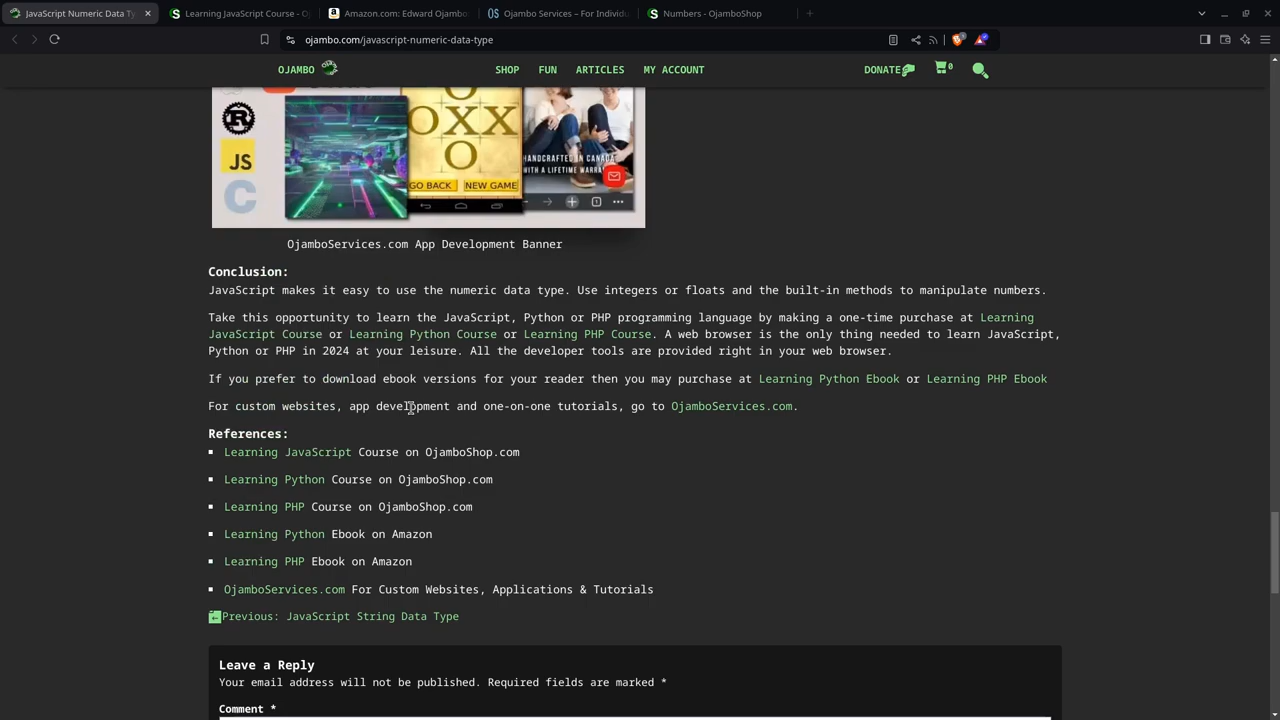 JavaScript Numeric Data Ty
Learning JavaScript Course - O
Amazon.com: Edward Ojambo
OS Ojambo Services – For Individu
Numbers - OjamboShop
ojambo.com/javascript-numeric-data-type
OJAMBO SHOP FUN ARTICLES MY ACCOUNT DONATE 0
JS
C
OXX
O
GO BACK NEW GAME
HANDCRAFTED IN CANADA
WITH A LIFETIME WARRA
1
OjamboServices.com App Development Banner
Conclusion:
JavaScript makes it easy to use the numeric data type. Use integers or floats and the built-in methods to manipulate numbers.
Take this opportunity to learn the JavaScript, Python or PHP programming language by making a one-time purchase at Learning
JavaScript Course or Learning Python Course or Learning PHP Course. A web browser is the only thing needed to learn JavaScript,
Python or PHP in 2024 at your leisure. All the developer tools are provided right in your web browser.
If you prefer to download ebook versions for your reader then you may purchase at Learning Python Ebook or Learning PHP Ebook
For custom websites, app development and one-on-one tutorials, go to OjamboServices.com.
References:
Learning JavaScript Course on OjamboShop.com
Learning Python Course on OjamboShop.com
Learning PHP Course on OjamboShop.com
Learning Python Ebook on Amazon
Learning PHP Ebook on Amazon
OjamboServices.com For Custom Websites, Applications & Tutorials
Previous: JavaScript String Data Type
Leave a Reply
Your email address will not be published. Required fields are marked *
Comment *